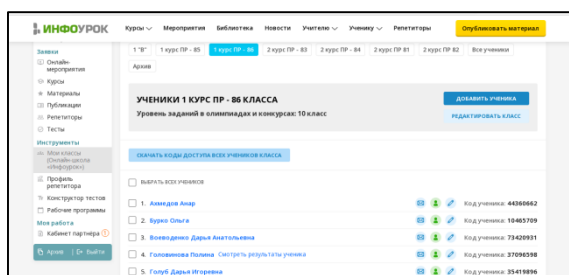 ИНФОУРОК Курсы Мероприятия Библиотека Новости Учителю Ученику Репетиторы Опубликовать материал
Заявки
Онлайн-мероприятия
Курсы
Материалы
Публикации
Репетиторы
Тесты
Инструменты
Мои классы (Онлайн-школа «Инфоурок»)
Профиль репетитора
Конструктор тестов
Рабочие программы
Моя работа
Кабинет партнёра
Архив Выйти
1 "В" 1 курс ПР - 85 1 курс ПР - 86 2 курс ПР - 83 2 курс ПР - 84 2 курс ПР 81 2 курс ПР 82 Все ученики
Архив
УЧЕНИКИ 1 КУРС ПР - 86 КЛАССА
Уровень заданий в олимпиадах и конкурсах: 10 класс
ДОБАВИТЬ УЧЕНИКА
РЕДАКТИРОВАТЬ КЛАСС
СКАЧАТЬ КОДЫ ДОСТУПА ВСЕХ УЧЕНИКОВ КЛАССА
ВЫБРАТЬ ВСЕХ УЧЕНИКОВ
1. Ахмедов Анар Код ученика: 44360662
2. Бурко Ольга Код ученика: 10465709
3. Воеводенко Дарья Анатольевна Код ученика: 73420931
4. Головинова Полина Смотреть результаты ученика Код ученика: 37096598
5. Голуб Дарья Игоревна Код ученика: 35419896